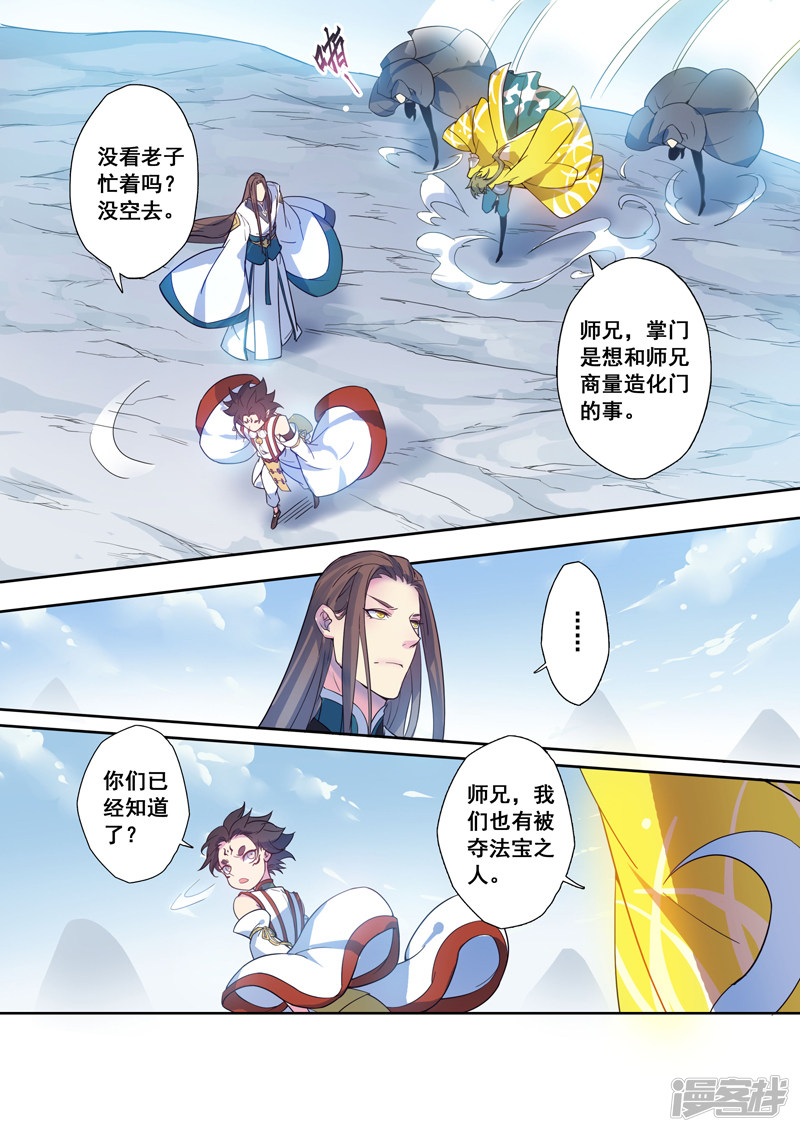 啪
没看老子
忙着吗？
没空去。
师兄，掌门
是想和师兄
商量造化门
的事。
……
你们已
经知道
了？
师兄，我
们也有被
夺法宝之
人。
漫客栈